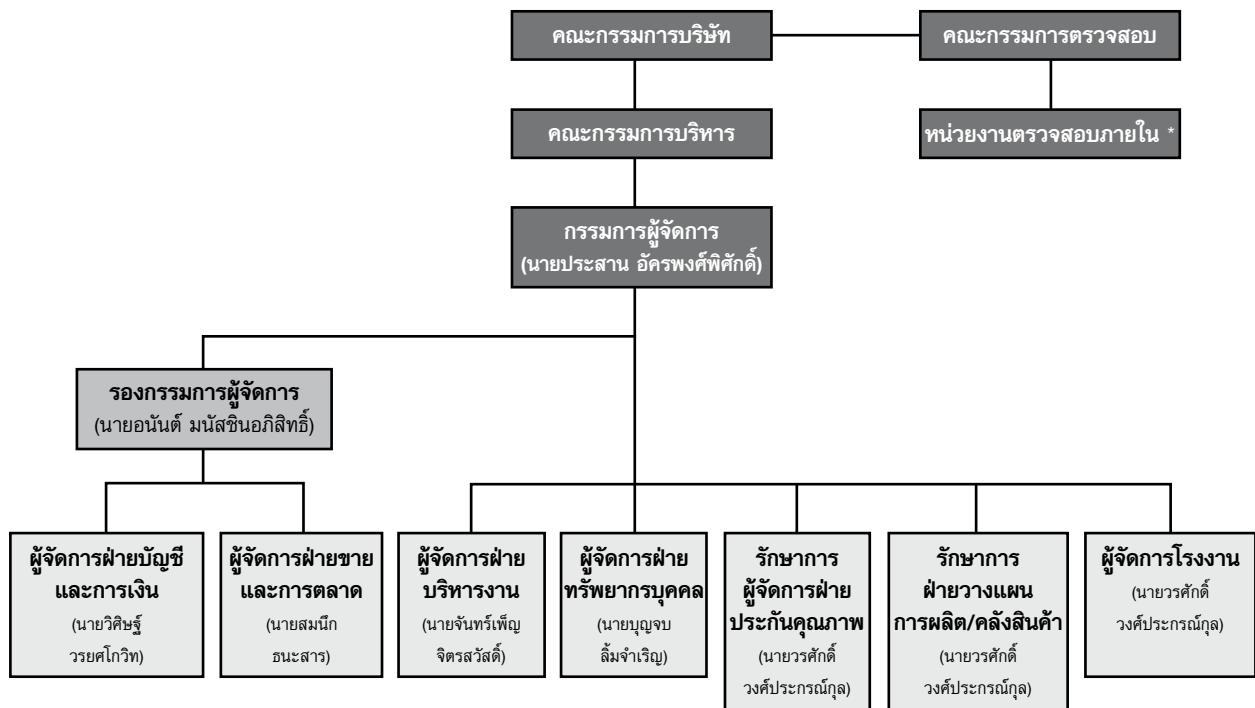 คณะกรรมการบริษัท
คณะกรรมการตรวจสอบ
คณะกรรมการบริหาร
หน่วยงานตรวจสอบภายใน *
กรรมการผู้จัดการ
(นายประสาน อัครพงศ์พิศักดิ์)
รองกรรมการผู้จัดการ
(นายอนันต์ มนัสชินอภิสิทธิ์)
ผู้จัดการฝ่ายบัญชี
และการเงิน
(นายวิศิษฐ์
วรยศโกวิท)
ผู้จัดการฝ่ายขาย
และการตลาด
(นายสมนึก
ธนะสาร)
ผู้จัดการฝ่าย
บริหารงาน
(นายจันทร์เพ็ญ
จิตรสวัสดิ์)
ผู้จัดการฝ่าย
ทรัพยากรบุคคล
(นายบุญจบ
ลิ้มจำเริญ)
รักษาการ
ผู้จัดการฝ่าย
ประกันคุณภาพ
(นายวรศักดิ์
วงศ์ประกรณ์กุล)
รักษาการ
ฝ่ายวางแผน
การผลิต/คลังสินค้า
(นายวรศักดิ์
วงศ์ประกรณ์กุล)
ผู้จัดการโรงงาน
(นายวรศักดิ์
วงศ์ประกรณ์กุล)